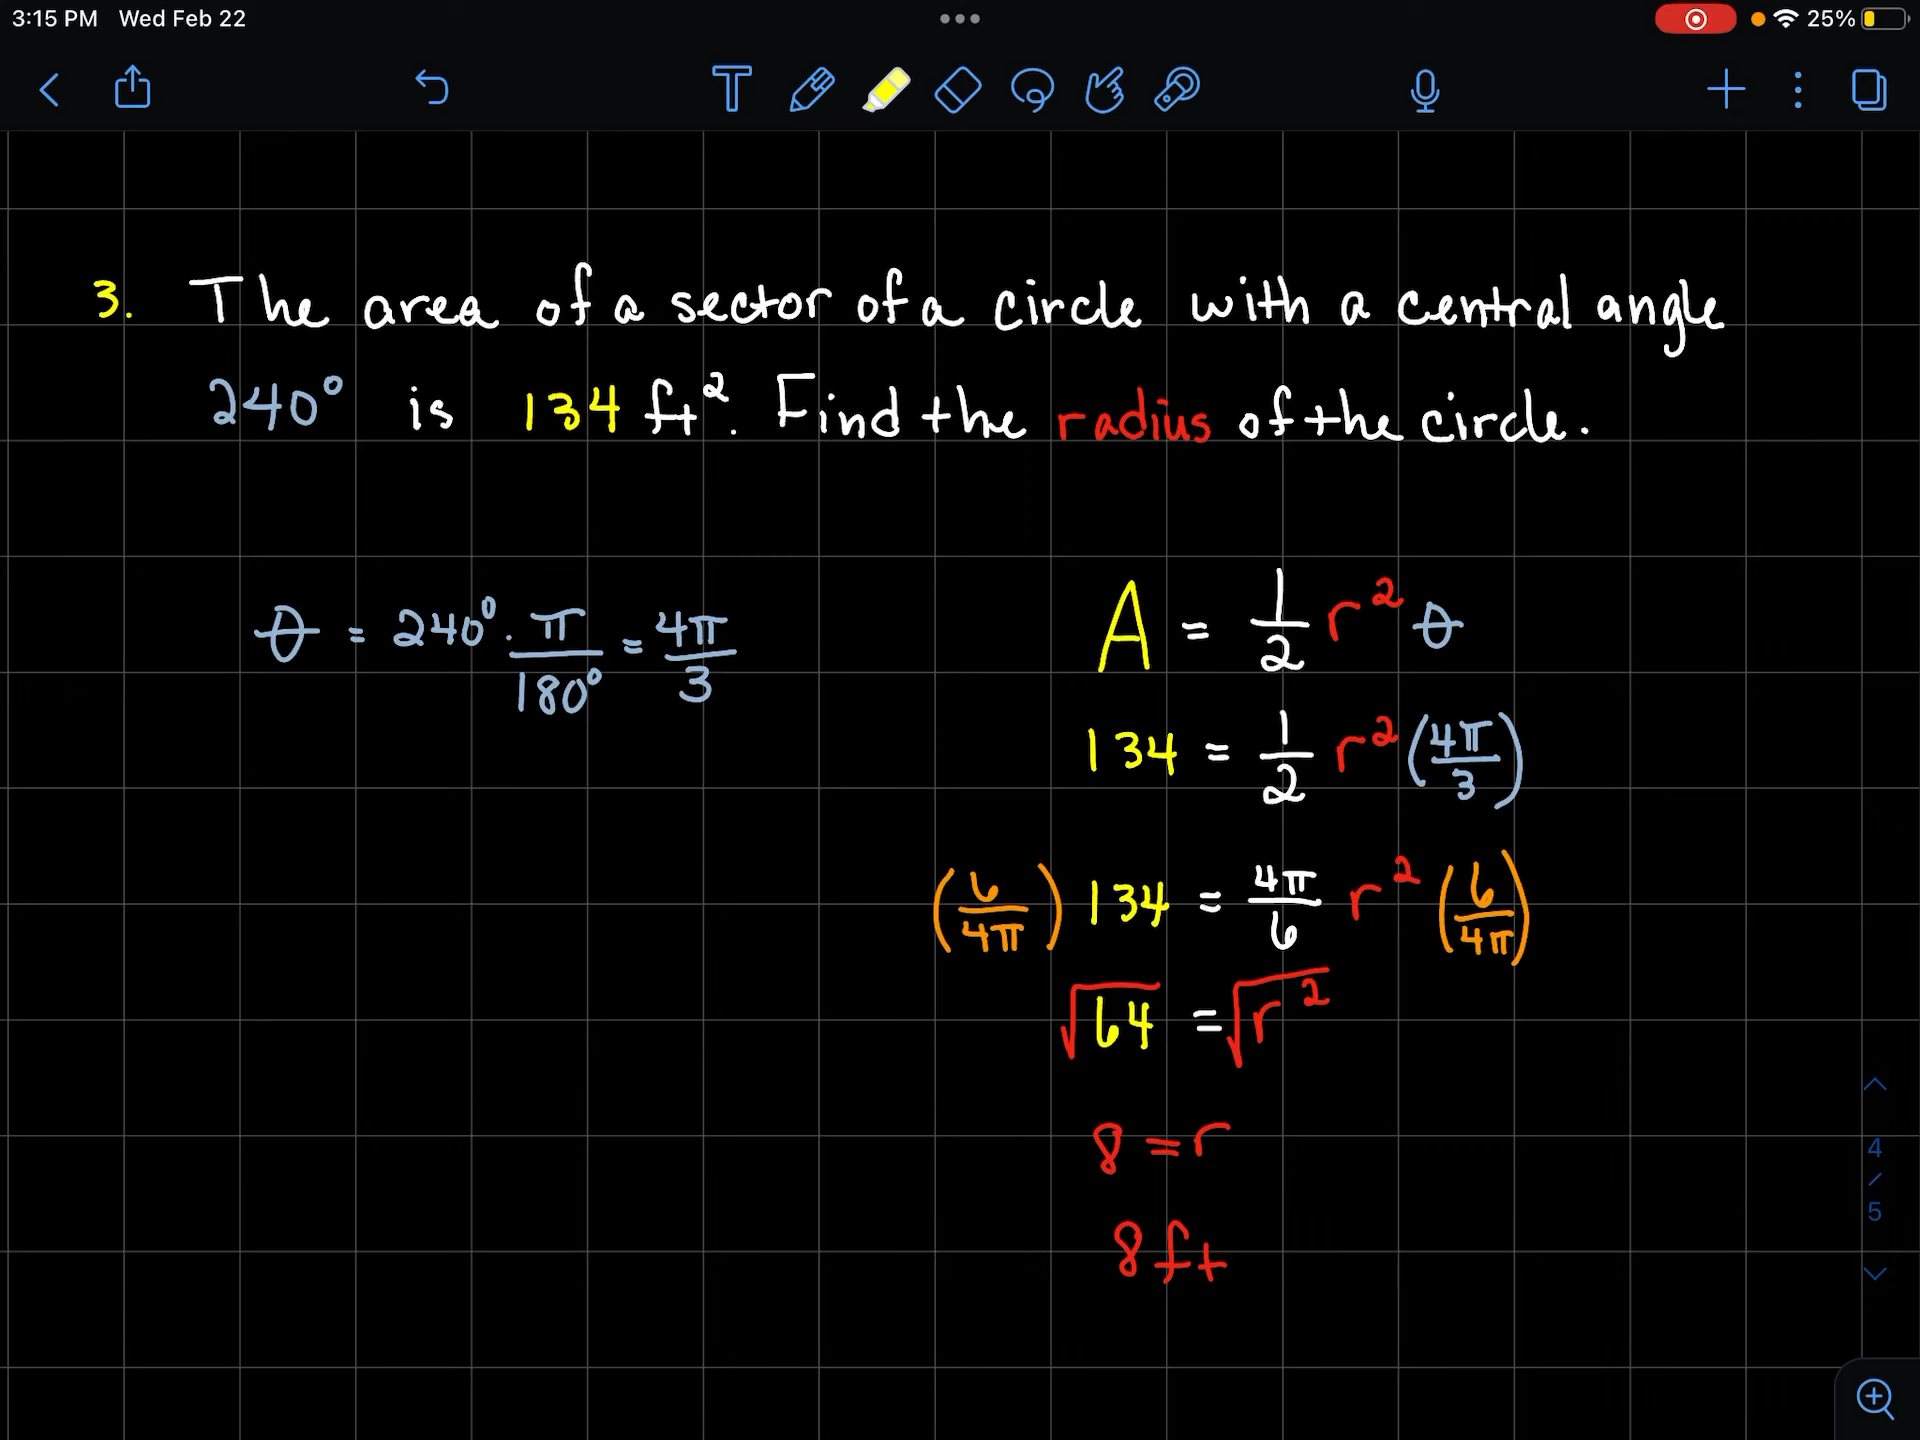 3:15 PM Wed Feb 22
25%
T
3. The area of a sector of a circle with a central angle
240° is 134 ft². Find the radius of the circle.
θ = 240° · π/180° = 4π/3
A = 1/2 r² θ
134 = 1/2 r² (4π/3)
(6/4π) 134 = 4π/6 r² (6/4π)
√64 = √r²
8 = r
8 ft
4
/
5